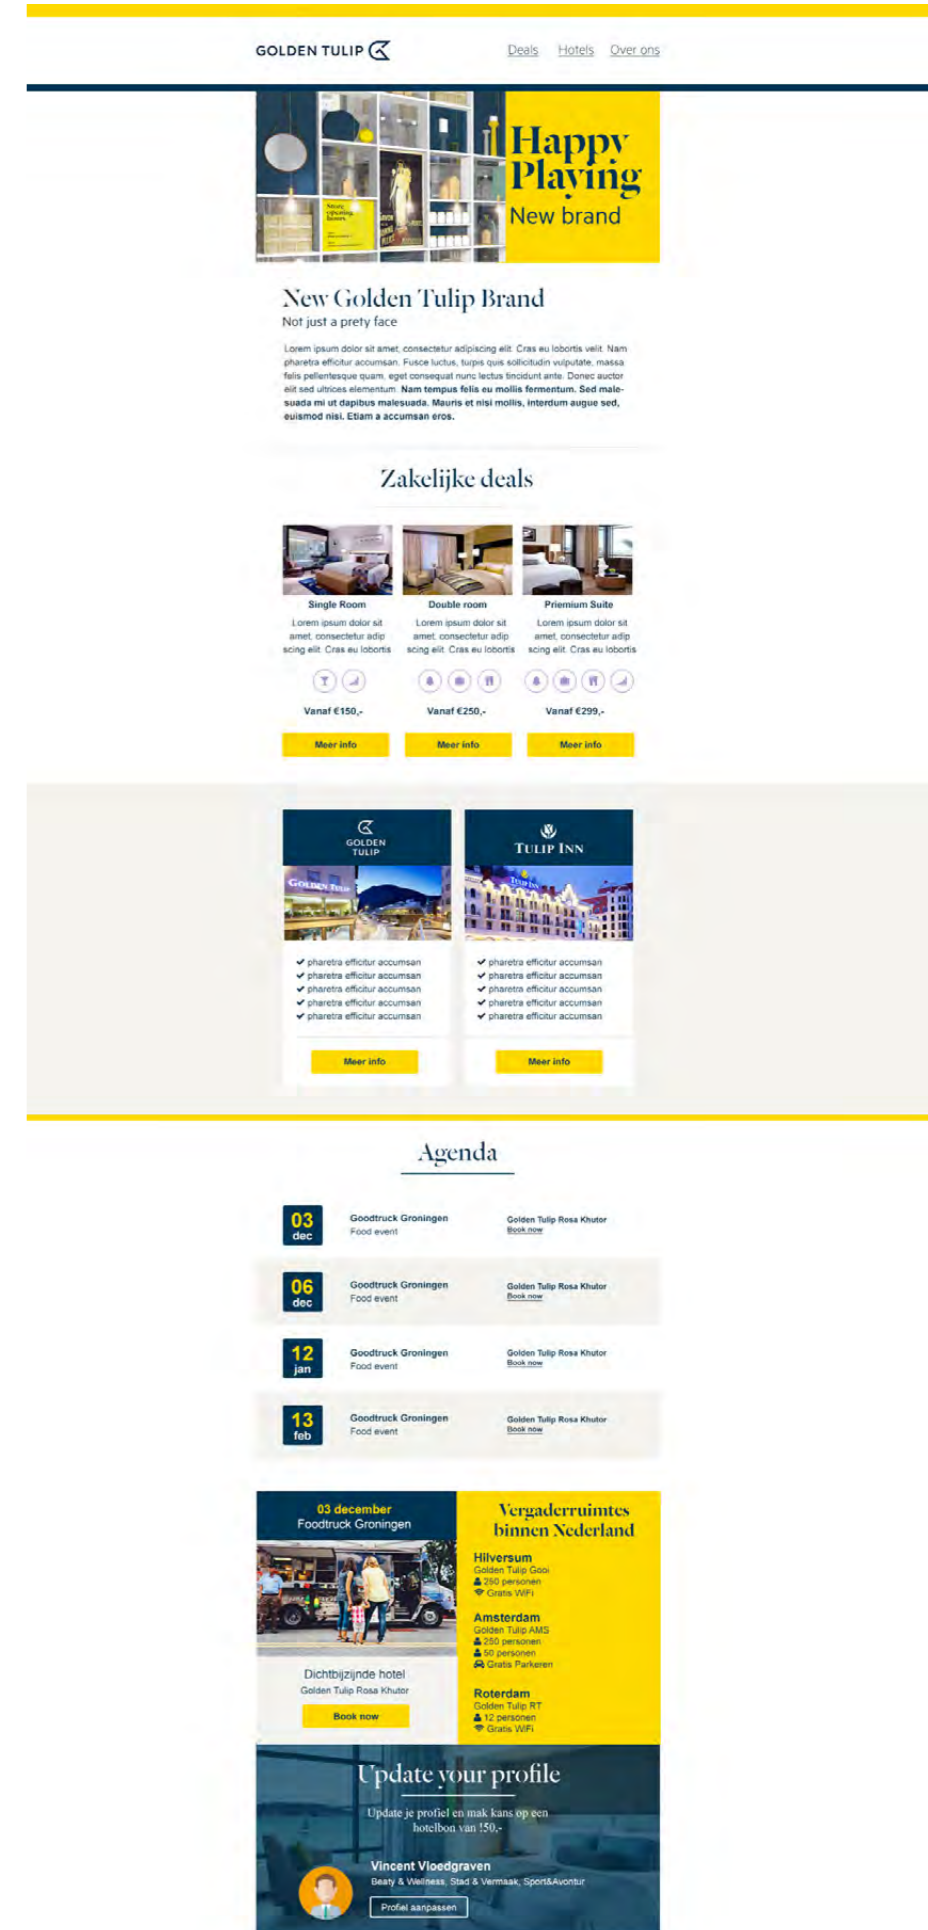 GOLDEN TULIP
Deals Hotels Over ons
Happy
Playing
New brand
New Golden Tulip Brand
Not just a prety face
Lorem ipsum dolor sit amet, consectetur adipiscing elit. Cras eu lobortis velit. Nam
pharetra efficitur accumsan. Fusce luctus, turpis quis sollicitudin vulputate, massa
felis pellentesque quam, eget consequat nunc lectus tincidunt ante. Donec auctor
elit sed ultrices elementum. Nam tempus felis eu mollis fermentum. Sed male-
suada mi ut dapibus malesuada. Mauris et nisi mollis, interdum augue sed,
euismod nisi. Etiam a accumsan eros.
Zakelijke deals
Single Room
Lorem ipsum dolor sit
amet, consectetur adip
scing elit. Cras eu lobortis
Vanaf €150,-
Meer info
Double room
Lorem ipsum dolor sit
amet, consectetur adip
scing elit. Cras eu lobortis
Vanaf €250,-
Meer info
Priemium Suite
Lorem ipsum dolor sit
amet, consectetur adip
scing elit. Cras eu lobortis
Vanaf €299,-
Meer info
GOLDEN
TULIP
GOLDEN TULIP
pharetra efficitur accumsan
pharetra efficitur accumsan
pharetra efficitur accumsan
pharetra efficitur accumsan
pharetra efficitur accumsan
Meer info
TULIP INN
TULIP INN
pharetra efficitur accumsan
pharetra efficitur accumsan
pharetra efficitur accumsan
pharetra efficitur accumsan
pharetra efficitur accumsan
Meer info
Agenda
03
dec
Goodtruck Groningen
Food event
Golden Tulip Rosa Khutor
Book now
06
dec
Goodtruck Groningen
Food event
Golden Tulip Rosa Khutor
Book now
12
jan
Goodtruck Groningen
Food event
Golden Tulip Rosa Khutor
Book now
13
feb
Goodtruck Groningen
Food event
Golden Tulip Rosa Khutor
Book now
03 december
Foodtruck Groningen
Dichtbijzijnde hotel
Golden Tulip Rosa Khutor
Book now
Vergaderruimtes
binnen Nederland
Hilversum
Golden Tulip Gooi
250 personen
Gratis WiFi
Amsterdam
Golden Tulip AMS
250 personen
50 personen
Gratis Parkeren
Roterdam
Golden Tulip RT
12 personen
Gratis WiFi
Update your profile
Update je profiel en mak kans op een
hotelbon van !50,-
Vincent Vloedgraven
Beaty & Wellness, Stad & Vermaak, Sport&Avontur
Profiel aanpassen